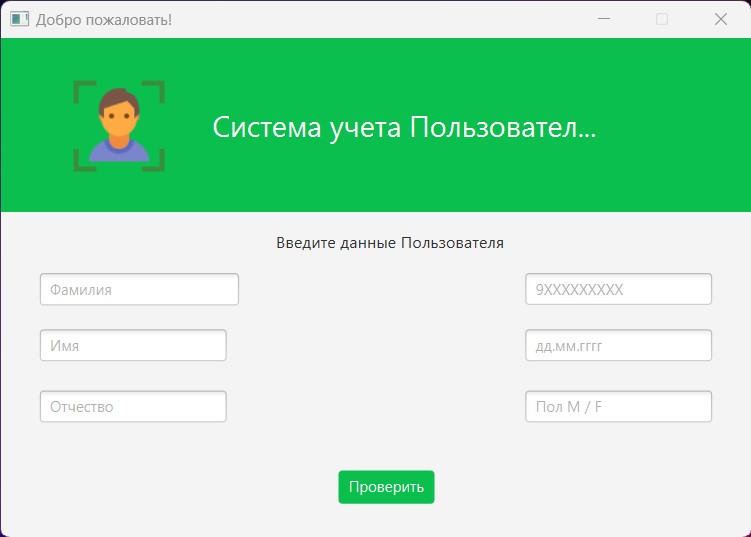 Добро пожаловать!
Система учета Пользовател...
Введите данные Пользователя
Фамилия
9XXXXXXXXX
Имя
дд.мм.гггг
Отчество
Пол M / F
Проверить